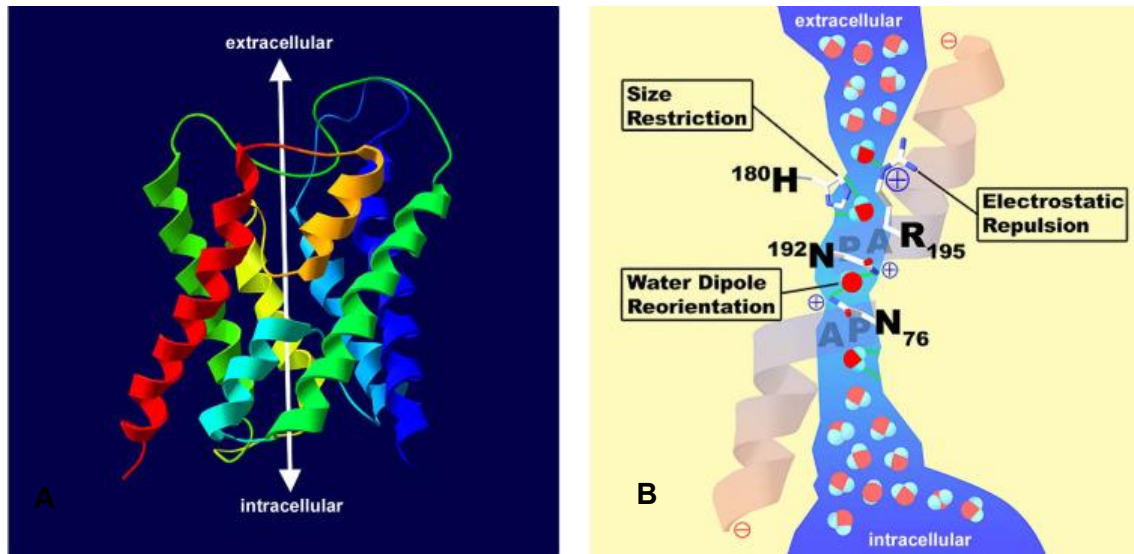 extracellular
intracellular
A
extracellular
⊖
Size
Restriction
180H
⊕
Electrostatic
Repulsion
R195
P A
192N
⊕
Water Dipole
Reorientation
⊕
N76
A P
B
⊖
intracellular